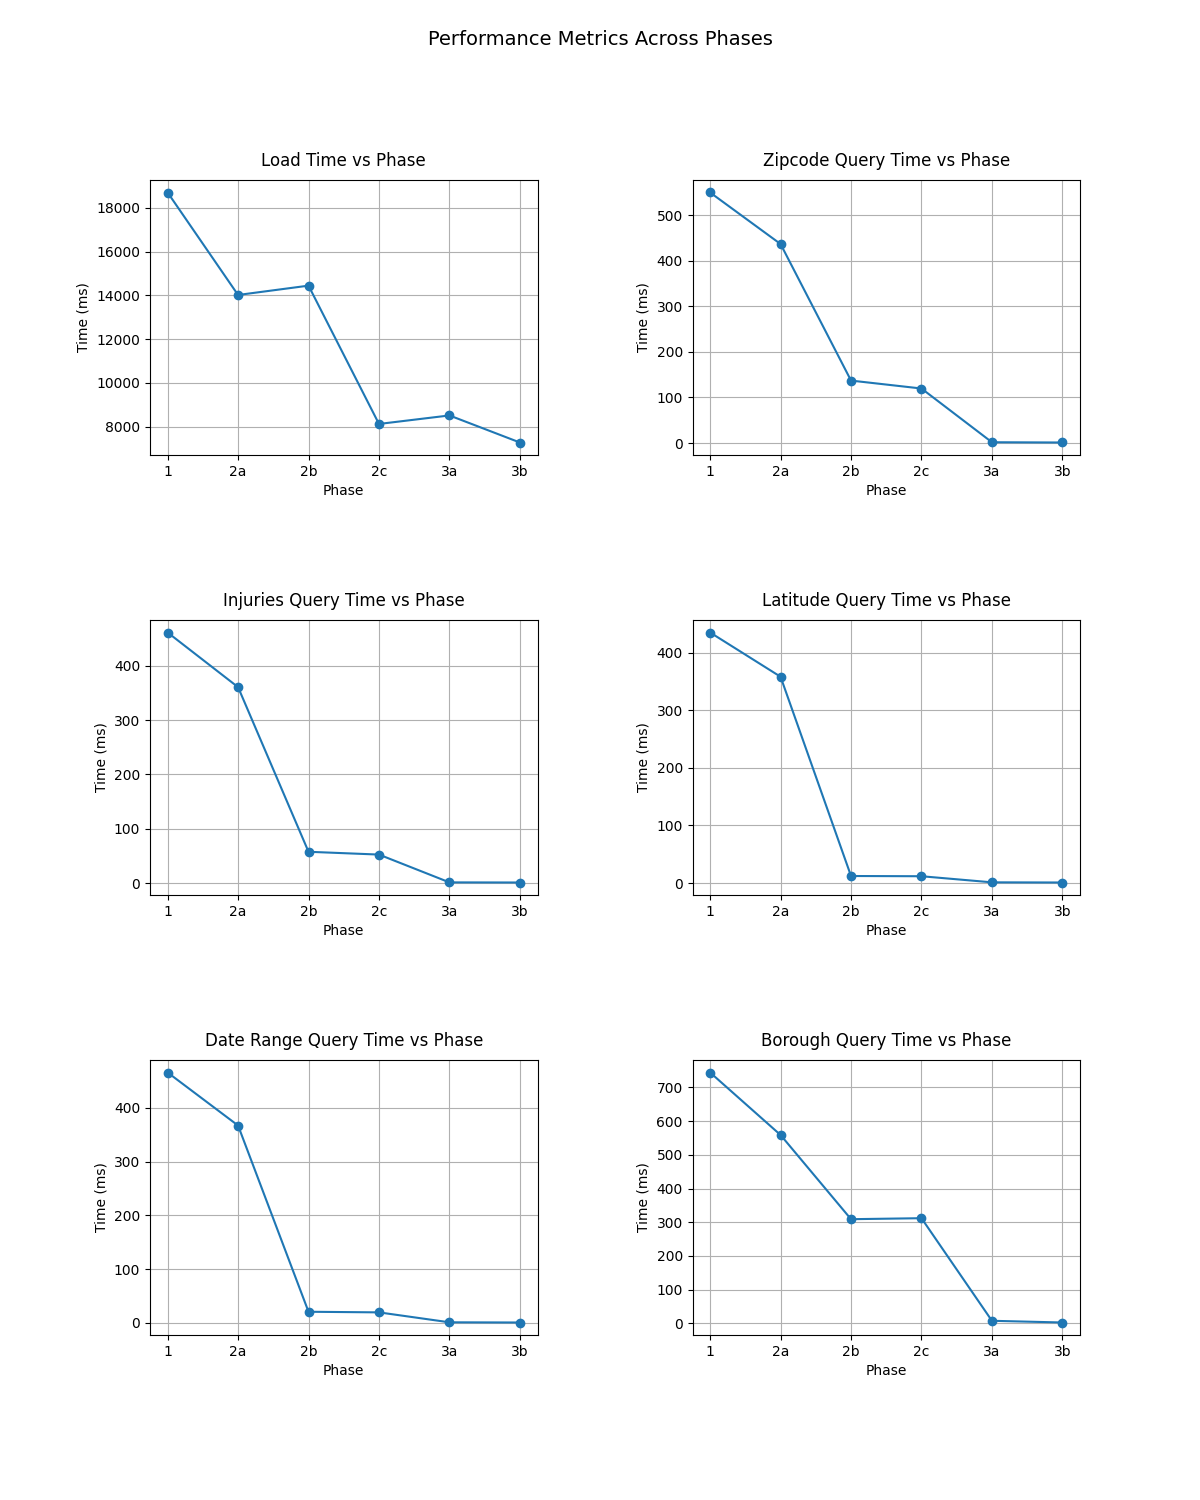 Performance Metrics Across Phases
Load Time vs Phase
Time (ms)
18000
16000
14000
12000
10000
8000
1 2a 2b 2c 3a 3b
Phase
Zipcode Query Time vs Phase
Time (ms)
500
400
300
200
100
0
1 2a 2b 2c 3a 3b
Phase
Injuries Query Time vs Phase
Time (ms)
400
300
200
100
0
1 2a 2b 2c 3a 3b
Phase
Latitude Query Time vs Phase
Time (ms)
400
300
200
100
0
1 2a 2b 2c 3a 3b
Phase
Date Range Query Time vs Phase
Time (ms)
400
300
200
100
0
1 2a 2b 2c 3a 3b
Phase
Borough Query Time vs Phase
Time (ms)
700
600
500
400
300
200
100
0
1 2a 2b 2c 3a 3b
Phase